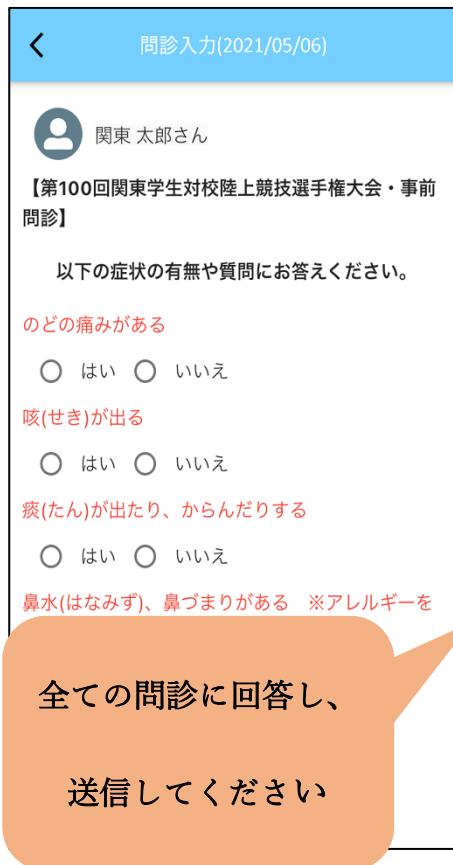 問診入力(2021/05/06)
関東 太郎さん
【第100回関東学生対校陸上競技選手権大会・事前
問診】
以下の症状の有無や質問にお答えください。
のどの痛みがある
はい いいえ
咳(せき)が出る
はい いいえ
痰(たん)が出たり、からんだりする
はい いいえ
鼻水(はなみず)、鼻づまりがある ※アレルギーを
全ての問診に回答し、
送信してください